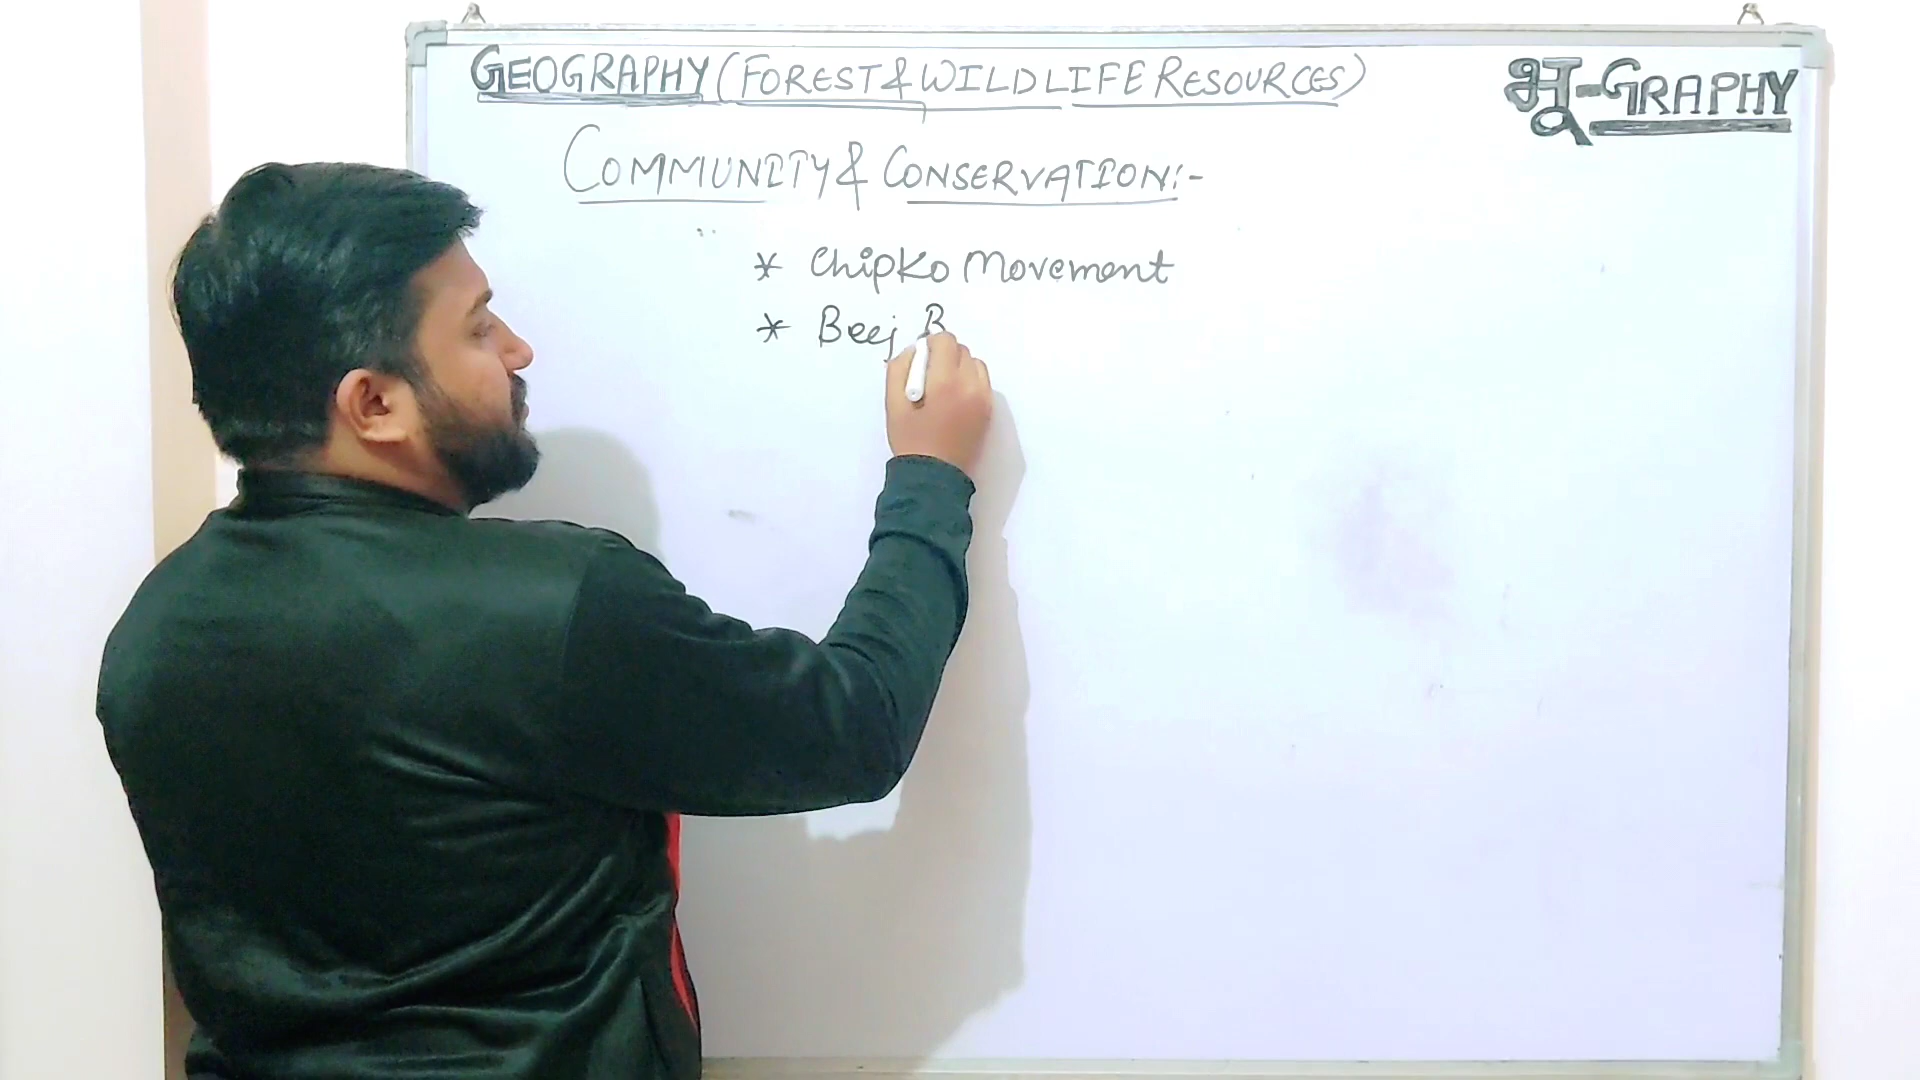 GEOGRAPHY (FOREST & WILDLIFE RESOURCES)
भू-GRAPHY
COMMUNITY & CONSERVATION:-
* Chipko Movement
* Beej B